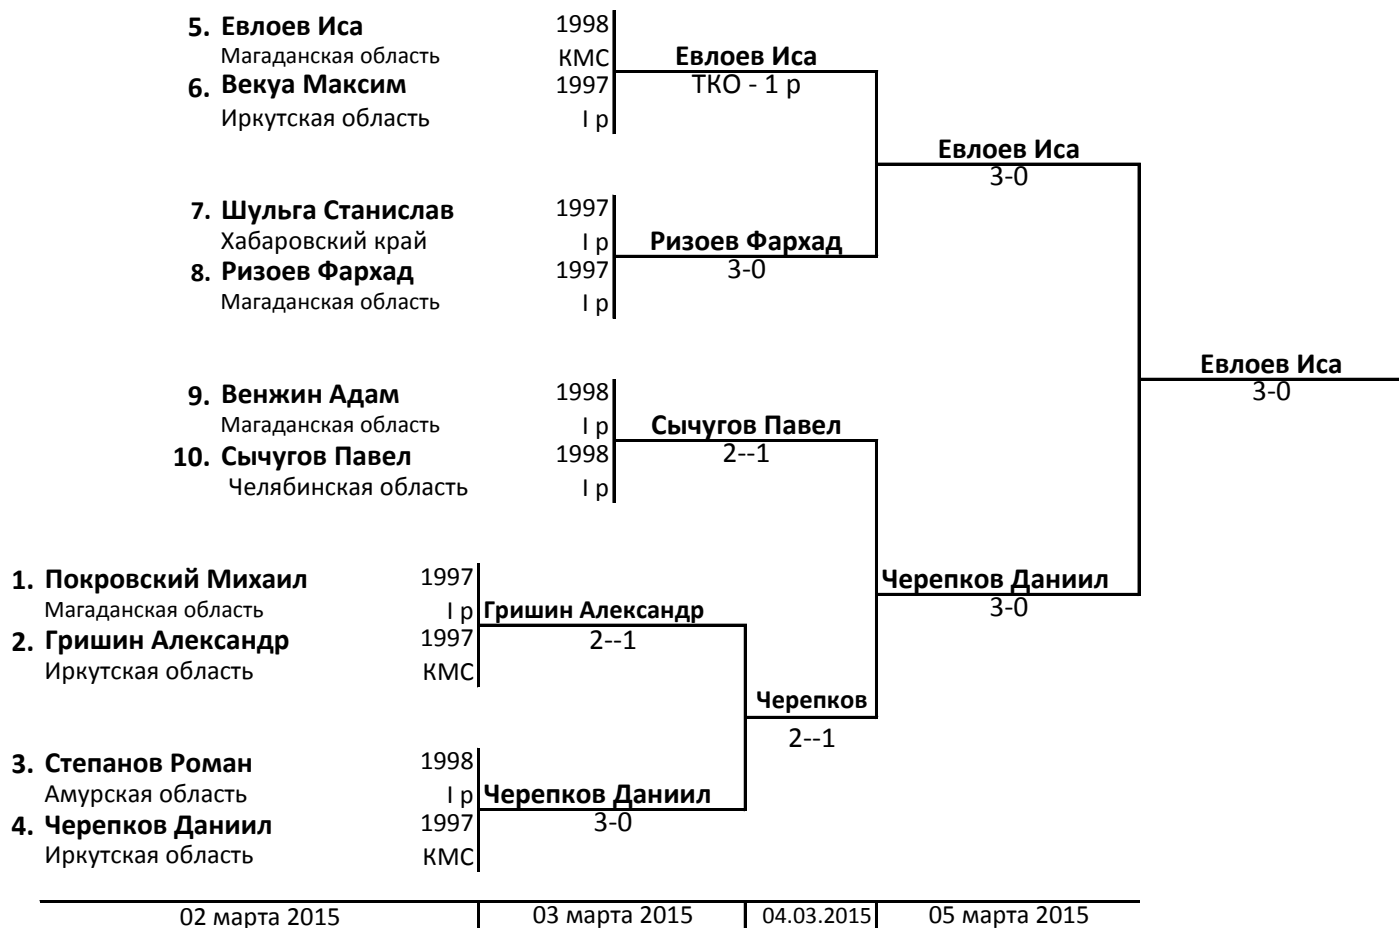 5. Евлоев Иса 1998
Магаданская область КМС Евлоев Иса
6. Векуа Максим 1997 ТКО - 1 р
Иркутская область I р
Евлоев Иса
3-0
7. Шульга Станислав 1997
Хабаровский край I р Ризоев Фархад
8. Ризоев Фархад 1997 3-0
Магаданская область I р
Евлоев Иса
3-0
9. Венжин Адам 1998
Магаданская область I р Сычугов Павел
10. Сычугов Павел 1998 2--1
Челябинская область I р
1. Покровский Михаил 1997 Черепков Даниил
Магаданская область I р Гришин Александр 3-0
2. Гришин Александр 1997 2--1
Иркутская область КМС
Черепков
2--1
3. Степанов Роман 1998
Амурская область I р Черепков Даниил
4. Черепков Даниил 1997 3-0
Иркутская область КМС
02 марта 2015 03 марта 2015 04.03.2015 05 марта 2015